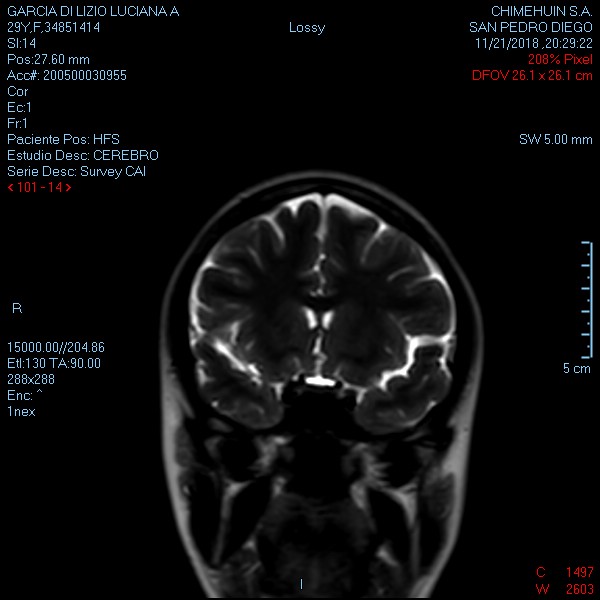 GARCIA DI LIZIO LUCIANA A
29Y,F,34851414
Sl:14
Pos:27.60 mm
Acc#: 200500030955
Cor
Ec:1
Fr:1
Paciente Pos: HFS
Estudio Desc: CEREBRO
Serie Desc: Survey CAI
< 101 - 14 >
Lossy
CHIMEHUIN S.A.
SAN PEDRO DIEGO
11/21/2018 ,20:29:22
208% Pixel
DFOV 26.1 x 26.1 cm
SW 5.00 mm
R
15000.00//204.86
Etl:130 TA:90.00
288x288
Enc: ^
1nex
5 cm
I
C 1497
W 2603